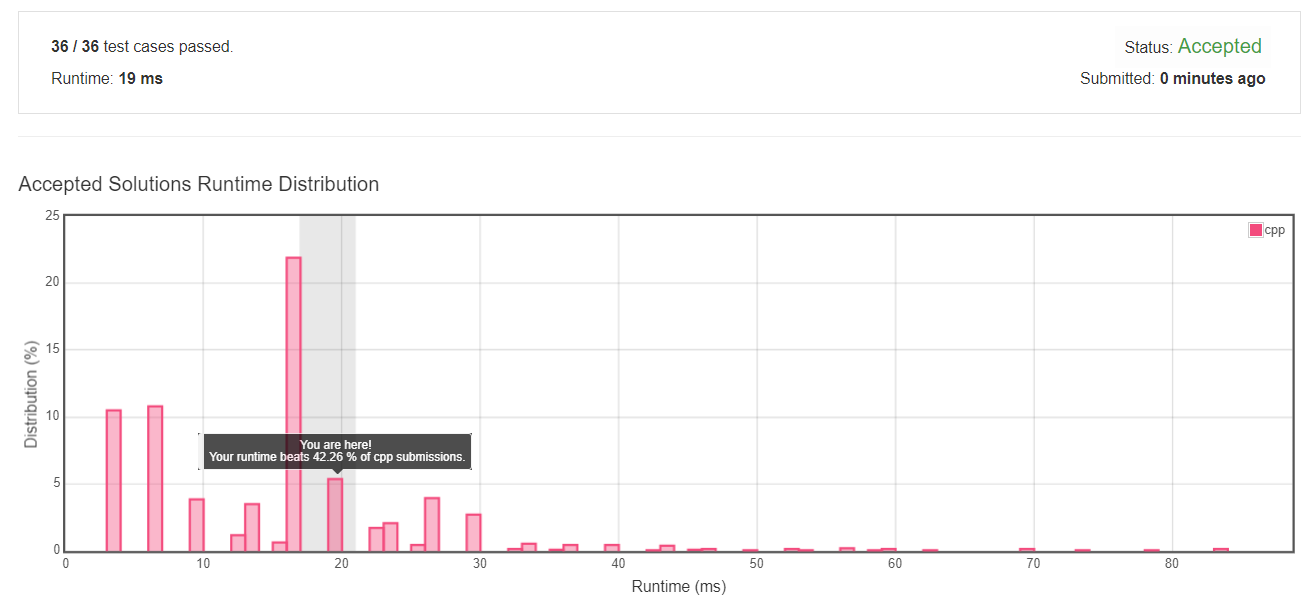 36 / 36 test cases passed.
Status: Accepted
Runtime: 19 ms
Submitted: 0 minutes ago
Accepted Solutions Runtime Distribution
25
20
15
10
5
0
Distribution (%)
cpp
You are here!
Your runtime beats 42.26 % of cpp submissions.
0 10 20 30 40 50 60 70 80
Runtime (ms)